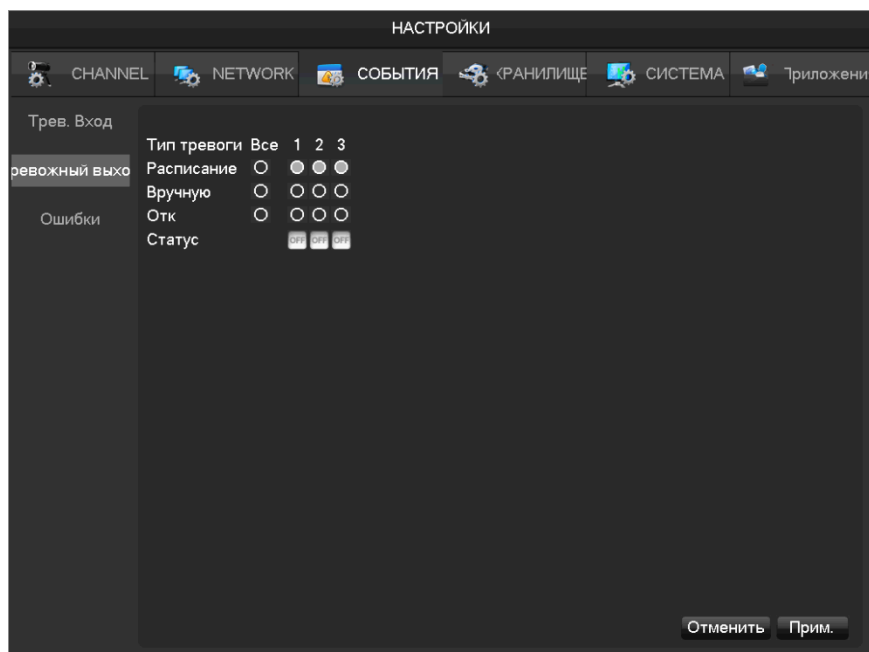 НАСТРОЙКИ
CHANNEL NETWORK СОБЫТИЯ ХРАНИЛИЩЕ СИСТЕМА Приложени
Трев. Вход
ревожный выхо
Ошибки
Тип тревоги Все 1 2 3
Расписание
Вручную
Отк
Статус OFF OFF OFF
Отменить Прим.